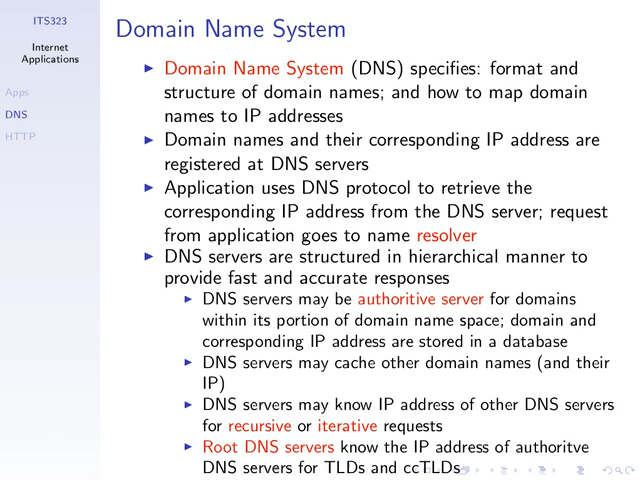 ITS323
Internet
Applications
Apps
DNS
HTTP
Domain Name System
Domain Name System (DNS) specifies: format and
structure of domain names; and how to map domain
names to IP addresses
Domain names and their corresponding IP address are
registered at DNS servers
Application uses DNS protocol to retrieve the
corresponding IP address from the DNS server; request
from application goes to name resolver
DNS servers are structured in hierarchical manner to
provide fast and accurate responses
DNS servers may be authoritive server for domains
within its portion of domain name space; domain and
corresponding IP address are stored in a database
DNS servers may cache other domain names (and their
IP)
DNS servers may know IP address of other DNS servers
for recursive or iterative requests
Root DNS servers know the IP address of authoritve
DNS servers for TLDs and ccTLDs